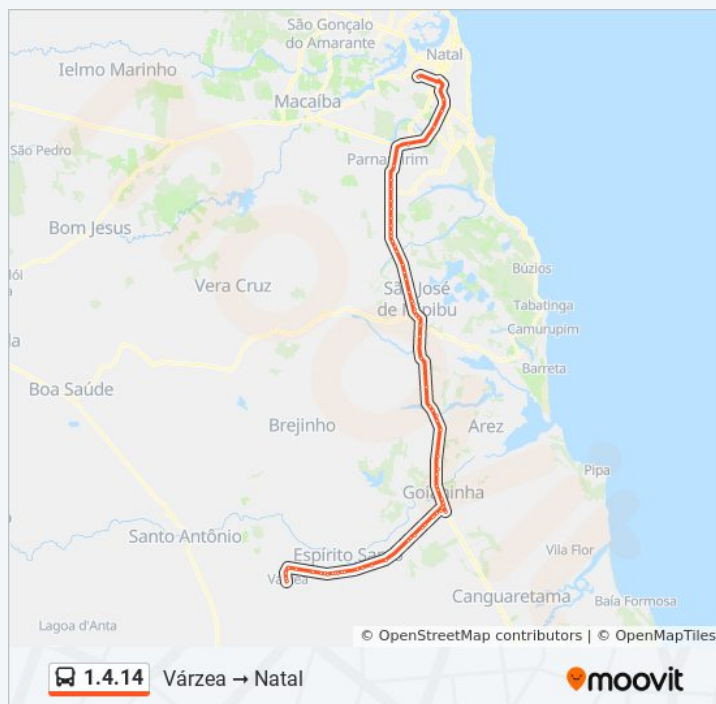 São Gonçalo
do Amarante
Natal
Ielmo Marinho
Macaíba
São Pedro
Parnamirim
Bom Jesus
Búzios
Vera Cruz
São José
de Mipibu
Tabatinga
Camurupim
Barreta
Boa Saúde
Brejinho
Arez
Pipa
Goianinha
Santo Antônio
Espírito Santo
Vila Flor
Várzea
Canguaretama
Baía Formosa
Lagoa d'Anta
© OpenStreetMap contributors | © OpenMapTiles
1.4.14 Várzea → Natal
moovit